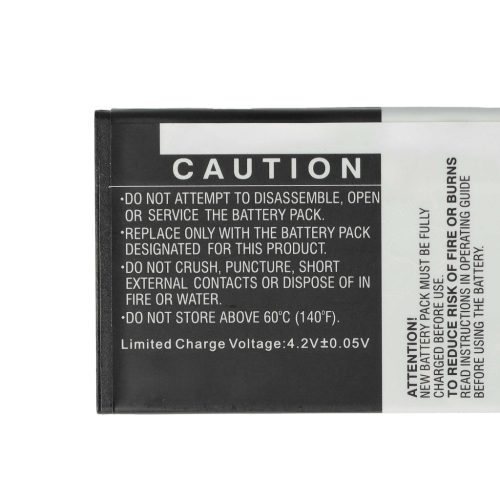 CAUTION
·DO NOT ATTEMPT TO DISASSEMBLE, OPEN
OR SERVICE THE BATTERY PACK.
·REPLACE ONLY WITH THE BATTERY PACK
DESIGNATED FOR THIS PRODUCT.
·DO NOT CRUSH, PUNCTURE, SHORT
EXTERNAL CONTACTS OR DISPOSE OF IN
FIRE OR WATER.
·DO NOT STORE ABOVE 60°C (140°F).
Limited Charge Voltage:4.2V±0.05V
ATTENTION!
NEW BATTERY PACK MUST BE FULLY
CHARGED BEFORE USE.
TO REDUCE RISK OF FIRE OR BURNS
READ INSTRUCTIONS IN OPERATING GUIDE
BEFORE USING THE BATTERY.